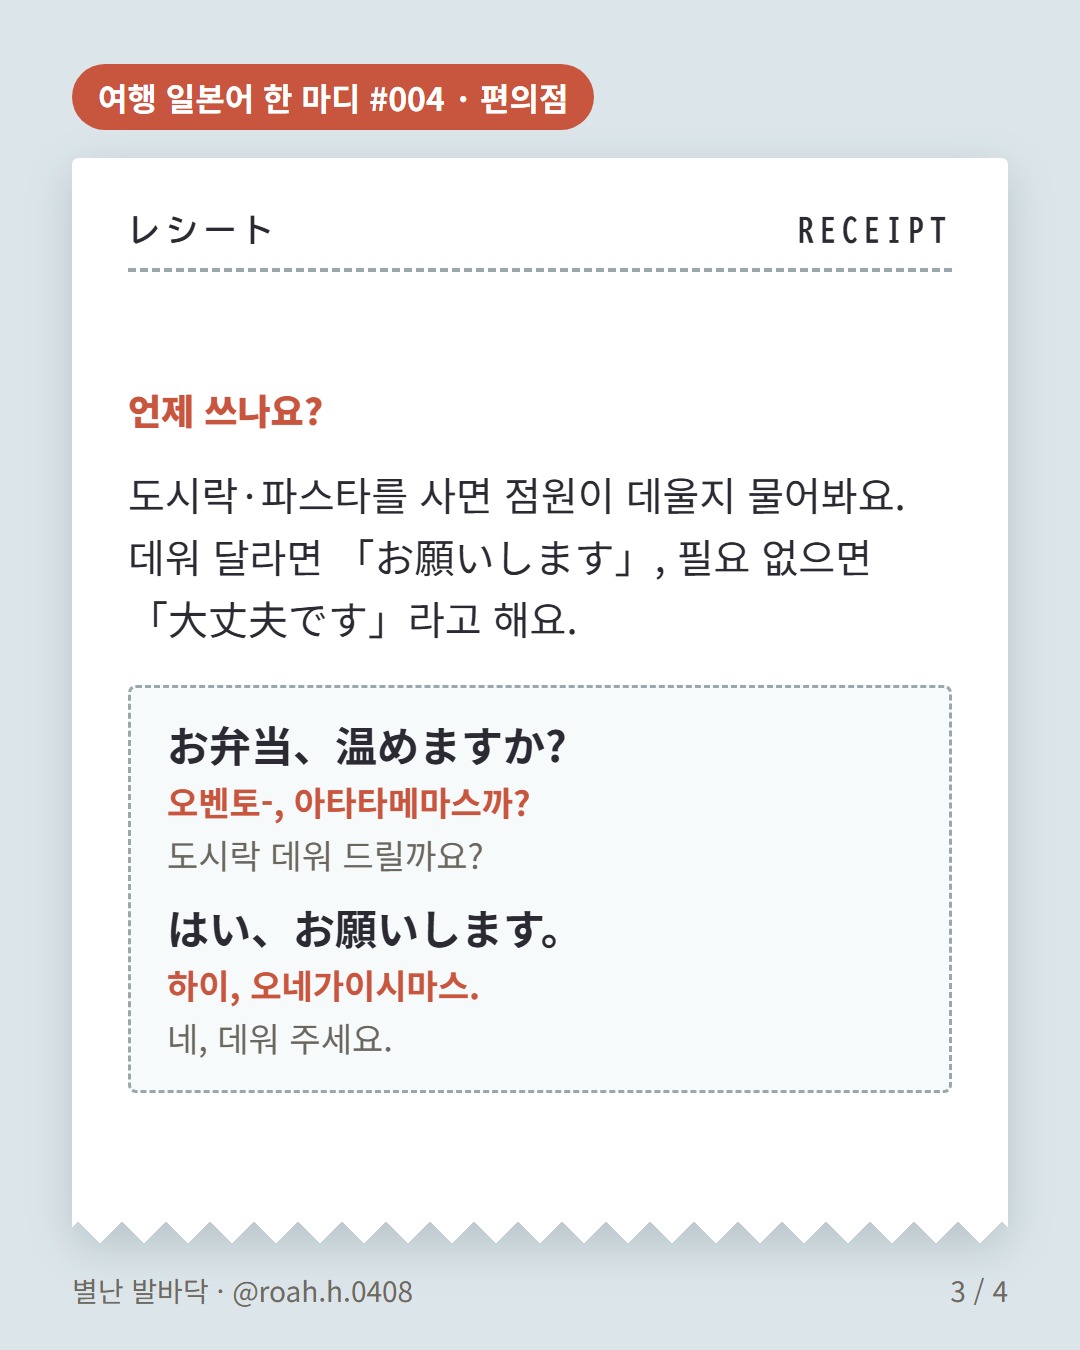 여행 일본어 한 마디 #004 · 편의점
レシート RECEIPT
언제 쓰나요?
도시락·파스타를 사면 점원이 데울지 물어봐요.
데워 달라면 「お願いします」, 필요 없으면
「大丈夫です」라고 해요.
お弁当、温めますか?
오벤토-, 아타타메마스까?
도시락 데워 드릴까요?
はい、お願いします。
하이, 오네가이시마스.
네, 데워 주세요.
별난 발바닥 · @roah.h.0408
3 / 4